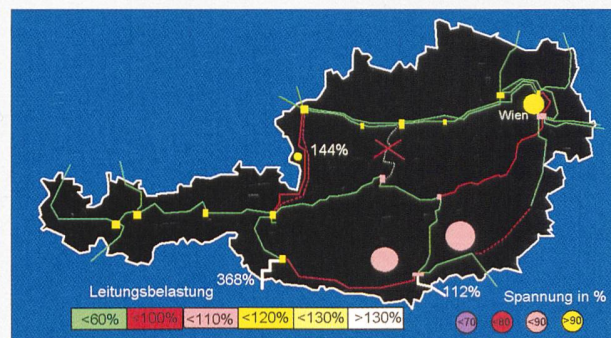 Wien
144%
368%
112%
Leitungsbelastung
Spannung in %
<60% <100% <110% <120% <130% >130%
<70 <80 <90 >90